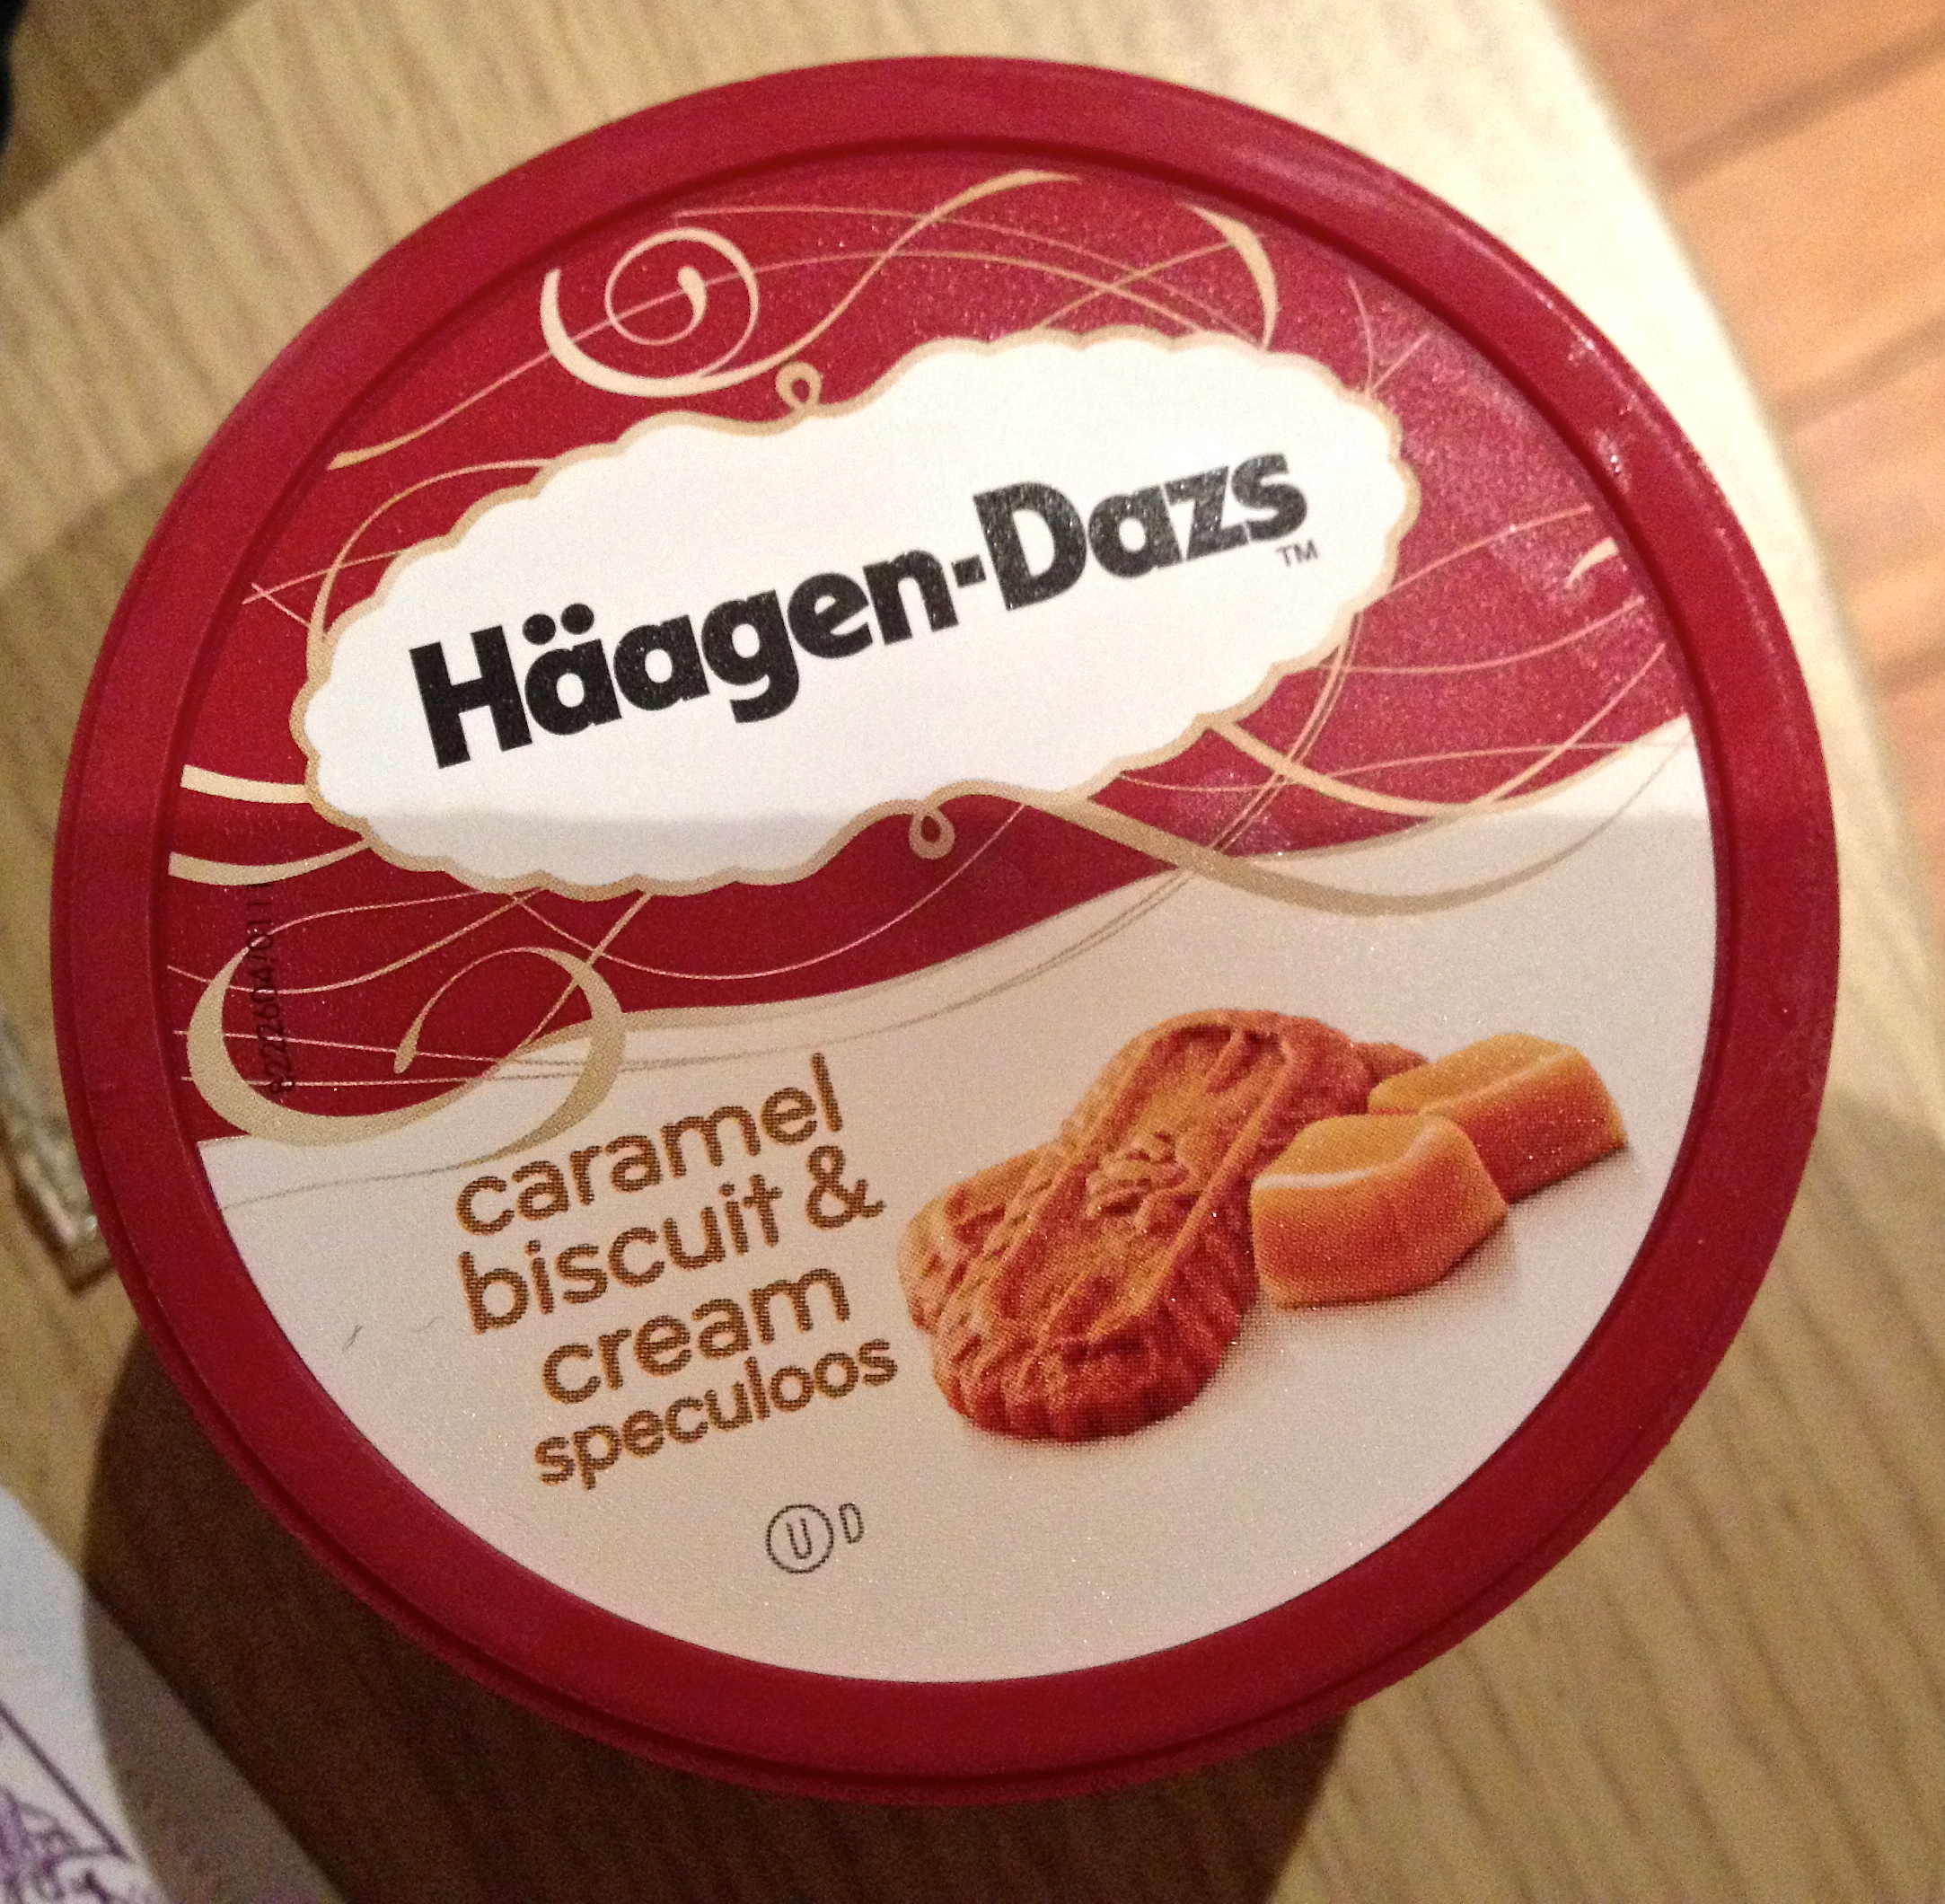 Häagen-Dazs
TM
caramel
biscuit &
cream
speculoos
U D